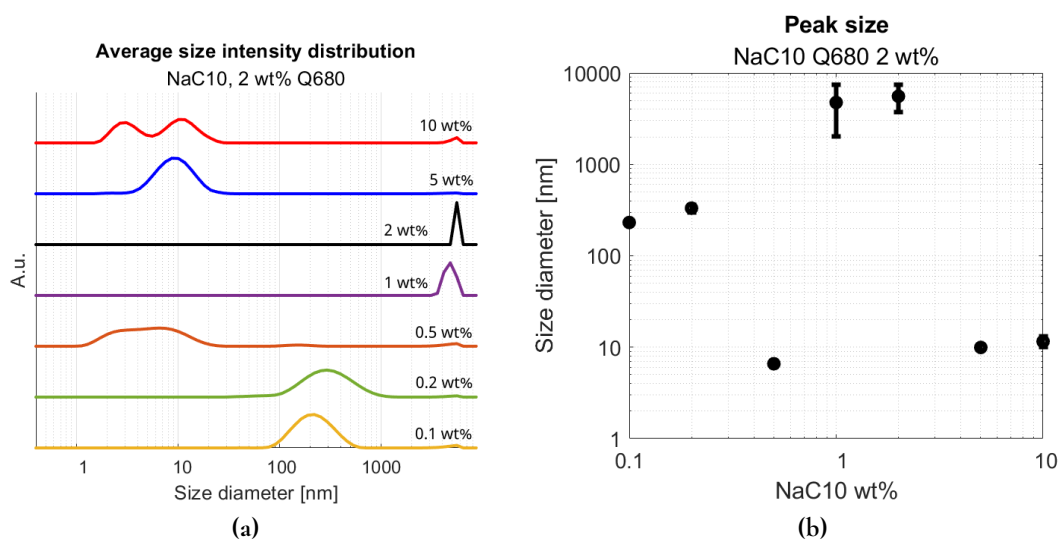 Average size intensity distribution
NaC10, 2 wt% Q680
10 wt%
5 wt%
2 wt%
1 wt%
0.5 wt%
0.2 wt%
0.1 wt%
A.u.
1 10 100 1000
Size diameter [nm]
(a)
Peak size
NaC10 Q680 2 wt%
10000
1000
100
10
1
Size diameter [nm]
0.1 1 10
NaC10 wt%
(b)